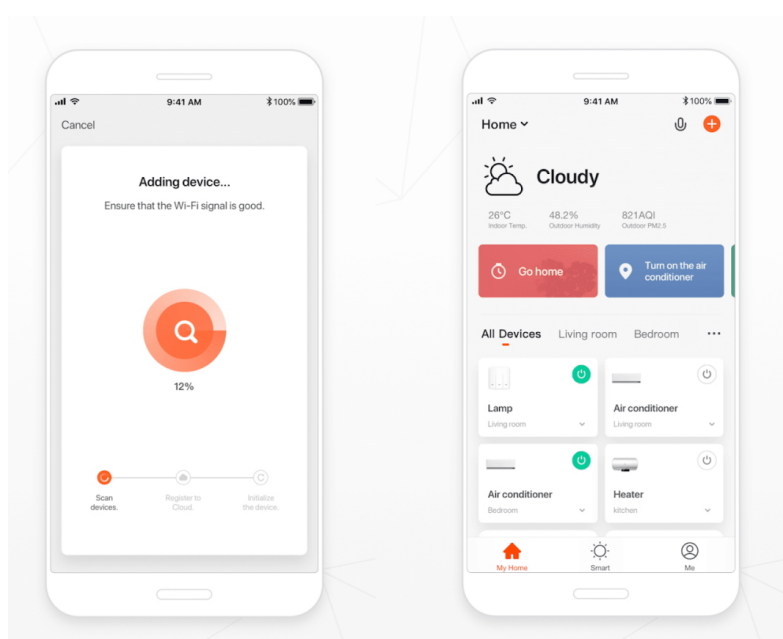 9:41 AM
100%
Cancel
Adding device...
Ensure that the Wi-Fi signal is good.
12%
Scan
devices.
Register to
Cloud.
Initialize
the device.
9:41 AM
100%
Home
Cloudy
26°C
48.2%
821AQI
Indoor Temp.
Outdoor Humidity
Outdoor PM2.5
Go home
Turn on the air
conditioner
All Devices
Living room
Bedroom
Lamp
Living room
Air conditioner
Living room
Air conditioner
Bedroom
Heater
kitchen
My Home
Smart
Me